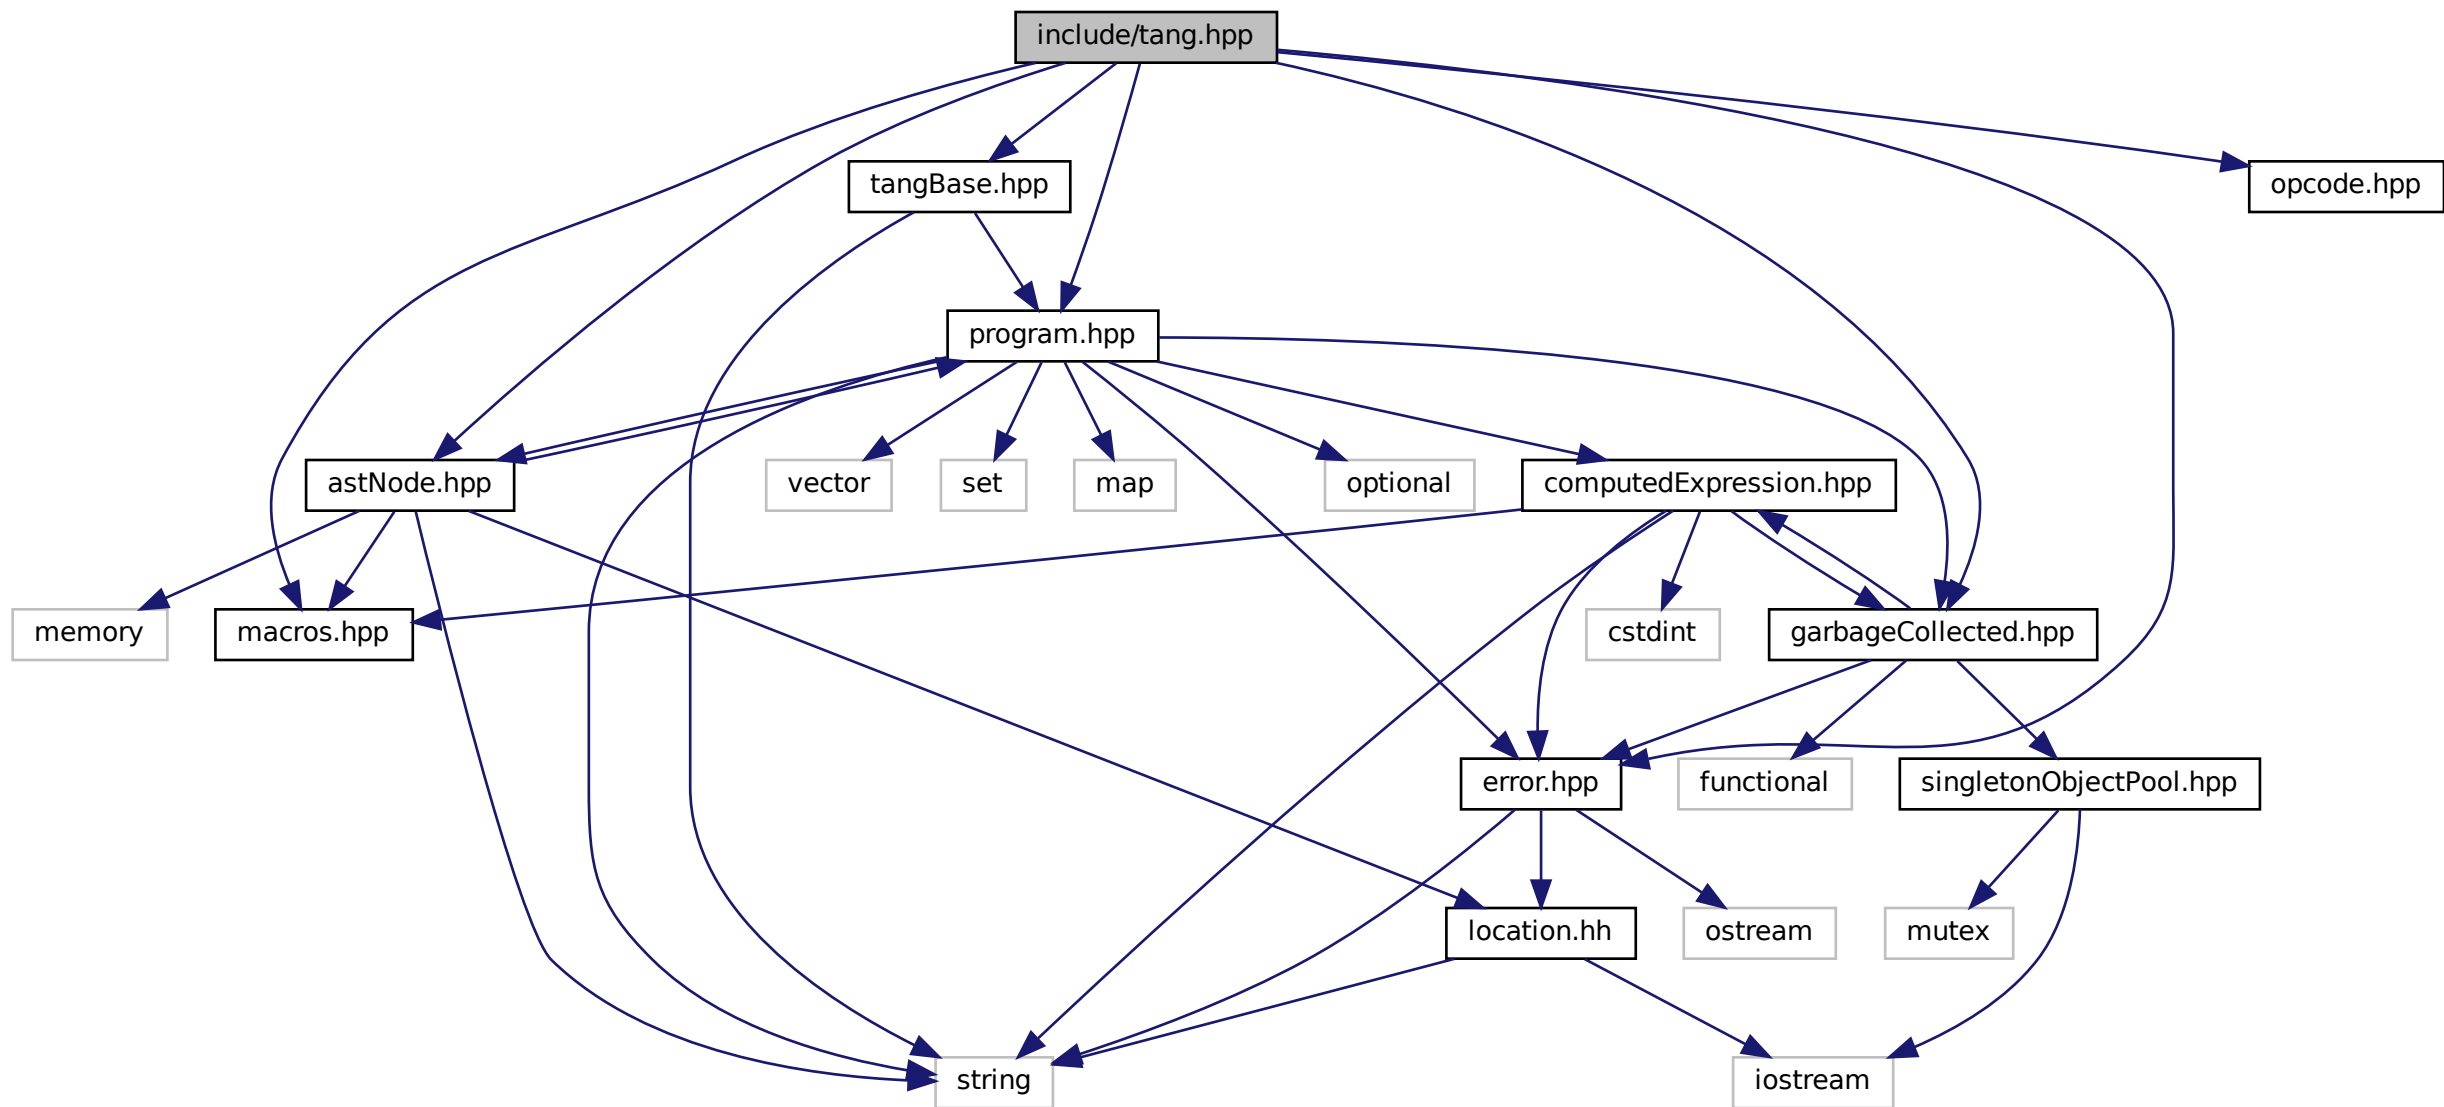 include/tang.hpp
tangBase.hpp
opcode.hpp
program.hpp
astNode.hpp
vector
set
map
optional
computedExpression.hpp
memory
macros.hpp
cstdint
garbageCollected.hpp
error.hpp
functional
singletonObjectPool.hpp
location.hh
ostream
mutex
string
iostream